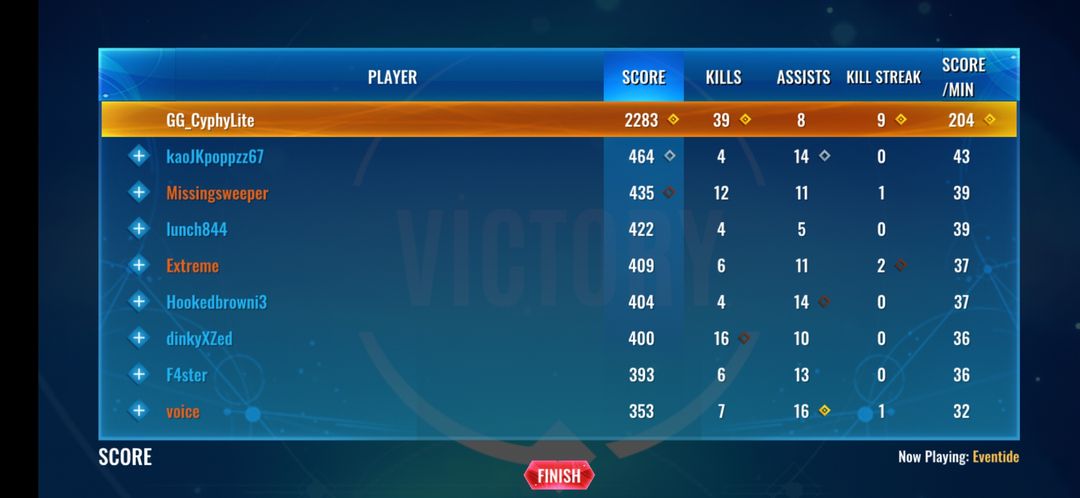 PLAYER SCORE KILLS ASSISTS KILL STREAK SCORE /MIN
GG_CyphyLite 2283 39 8 9 204
kaoJKpoppzz67 464 4 14 0 43
Missingsweeper 435 12 11 1 39
lunch844 422 4 5 0 39
Extreme 409 6 11 2 37
Hookedbrowni3 404 4 14 0 37
dinkyXZed 400 16 10 0 36
F4ster 393 6 13 0 36
voice 353 7 16 1 32
VİCTORY
SCORE
Now Playing: Eventide
FINISH